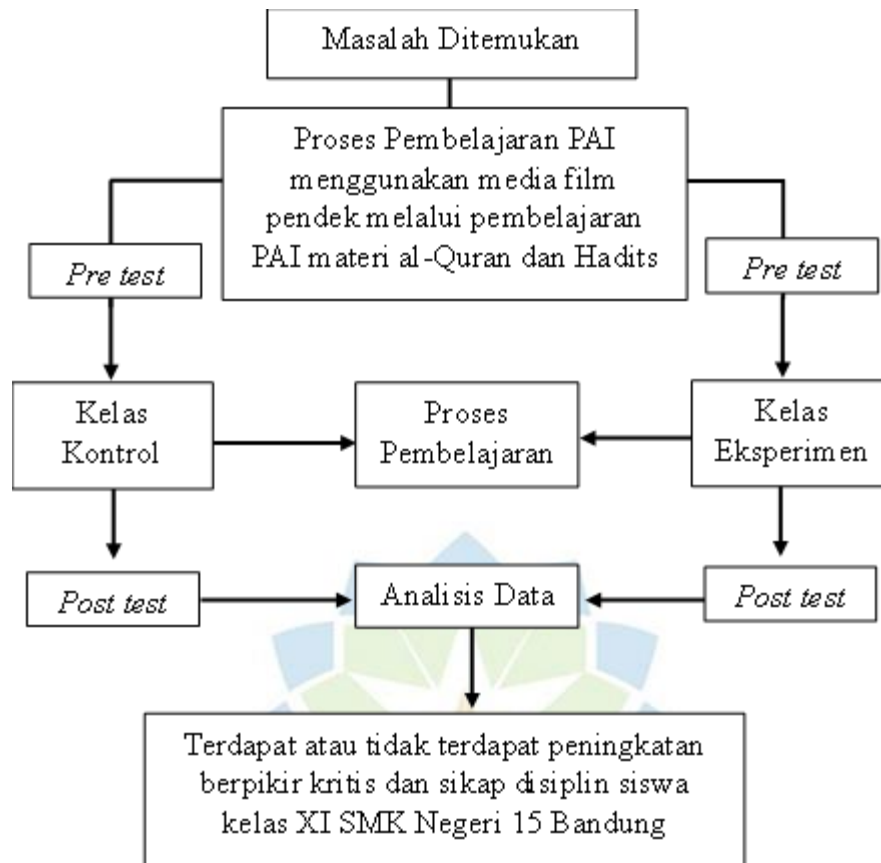 Masalah Ditemukan
Proses Pembelajaran PAI
menggunakan media film
pendek melalui pembelajaran
PAI materi al-Quran dan Hadits
Pre test
Pre test
Kelas
Kontrol
Proses
Pembelajaran
Kelas
Eksperimen
Post test
Analisis Data
Post test
Terdapat atau tidak terdapat peningkatan
berpikir kritis dan sikap disiplin siswa
kelas XI SMK Negeri 15 Bandung